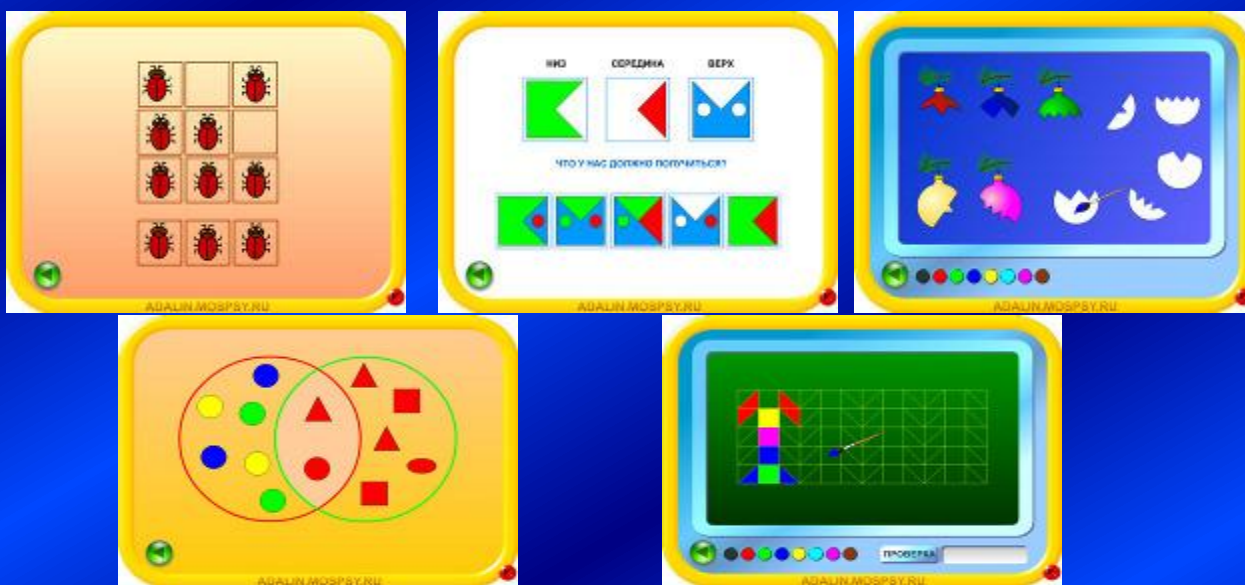 НИЗ СЕРЕДИНА ВЕРХ
ЧТО У НАС ДОЛЖНО ПОЛУЧИТЬСЯ?
ADALIN.MOSPSY.RU
ADALIN.MOSPSY.RU
ADALIN.MOSPSY.RU
ПРОВЕРКА
ADALIN.MOSPSY.RU
ADALIN.MOSPSY.RU